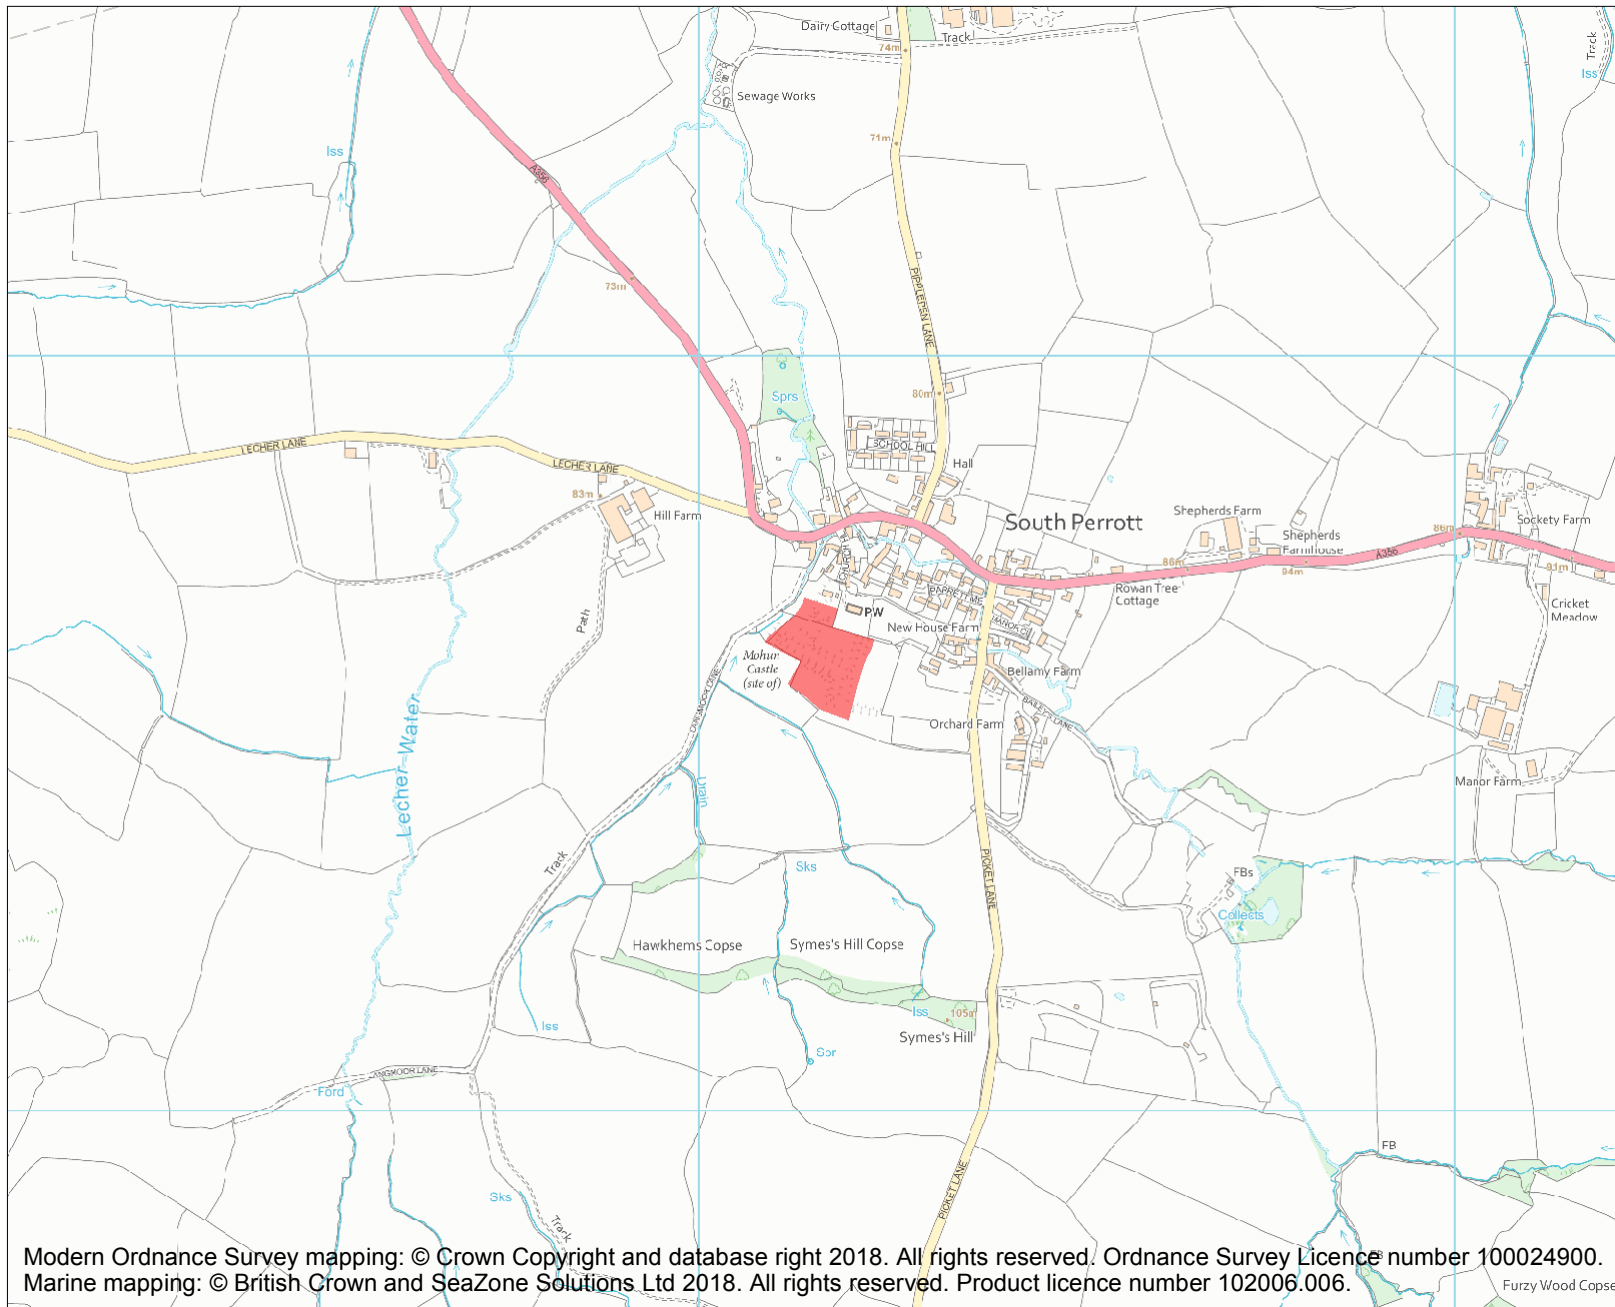 Dairy Cottage
Track
74m
Track
Iss
Sewage Works
71m
Iss
A356
73m
PIPPLEPEN LANE
Sprs
80m
LECHER LANE
SCHOOL HILL
LECHER LANE
Hall
83m
Hill Farm
South Perrott
Shepherds Farm
86m
Sockety Farm
Shepherds
Farmhouse
A356
86m
94m
91m
Rowan Tree
Cottage
Cricket
Meadow
PW
Path
New House Farm
MANOR
Mohun
Castle
(site of)
Bellamy Farm
BAILEY'S LANE
Orchard Farm
Lecher Water
Drain
Manor Farm
Track
Sks
PICKET LANE
FBs
Collects
Hawkhems Copse
Symes's Hill Copse
Iss
105m
Iss
Symes's Hill
Spr
LANGMOOR LANE
Ford
FB
Sks
PICKET LANE
Track
FB
Modern Ordnance Survey mapping: © Crown Copyright and database right 2018. All rights reserved. Ordnance Survey Licence number 100024900.
Marine mapping: © British Crown and SeaZone Solutions Ltd 2018. All rights reserved. Product licence number 102006.006.
Furzy Wood Copse